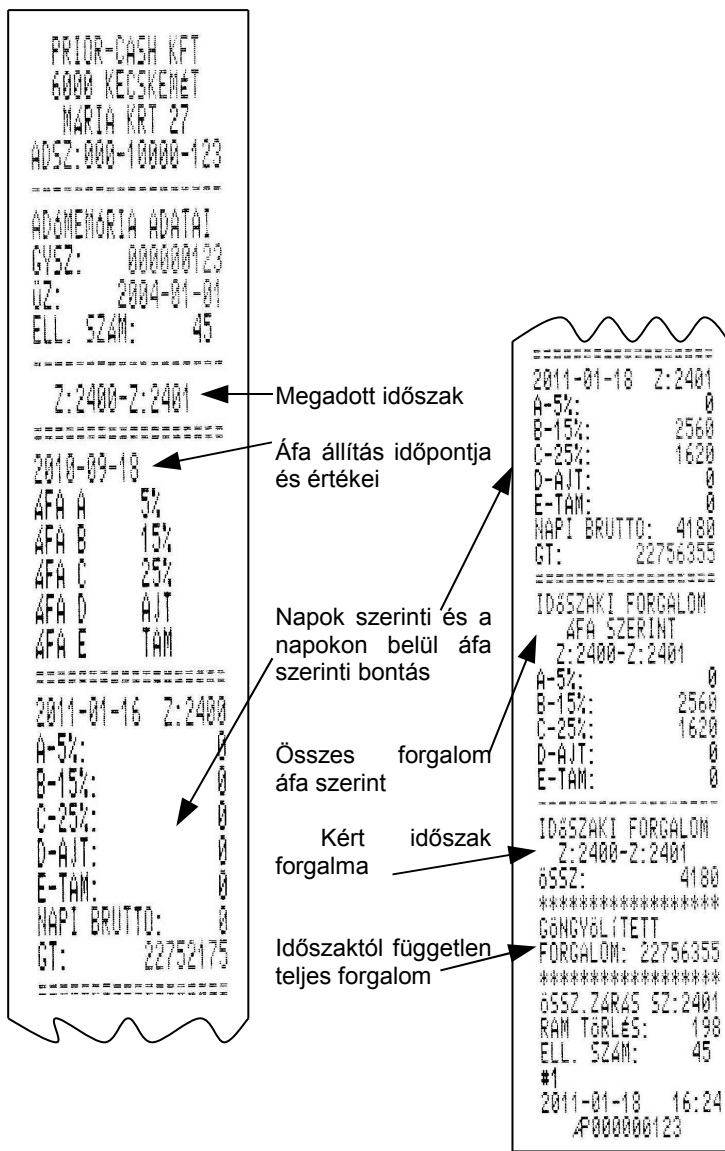 PRIOR-CASH KFT
6000 KECSKEMéT
MáRIA KRT 27
ADSZ:000-10000-123
==================
ADóMEMóRIA ADATAI
GYSZ: 000000123
üZ: 2004-01-01
ELL. SZáM: 45
==================
Z:2400-Z:2401
==================
2010-09-18
áFA A 5%
áFA B 15%
áFA C 25%
áFA D AJT
áFA E TAM
==================
2011-01-16 Z:2400
A-5%: 0
B-15%: 0
C-25%: 0
D-AJT: 0
E-TAM: 0
NAPI BRUTTO: 0
GT: 22752175
==================
Megadott időszak
Áfa állítás időpontja
és értékei
Napok szerinti és a
napokon belül áfa
szerinti bontás
Összes forgalom
áfa szerint
Kért időszak
forgalma
Időszaktól független
teljes forgalom
==================
2011-01-18 Z:2401
A-5%: 0
B-15%: 2560
C-25%: 1620
D-AJT: 0
E-TAM: 0
NAPI BRUTTO: 4180
GT: 22756355
==================
IDőSZAKI FORGALOM
áFA SZERINT
Z:2400-Z:2401
A-5%: 0
B-15%: 2560
C-25%: 1620
D-AJT: 0
E-TAM: 0
------------------
IDőSZAKI FORGALOM
Z:2400-Z:2401
öSSZ: 4180
******************
GöNGYöLíTETT
FORGALOM: 22756355
******************
öSSZ.ZáRáS SZ:2401
RAM TöRLéS: 198
ELL. SZáM: 45
#1
2011-01-18 16:24
AP000000123